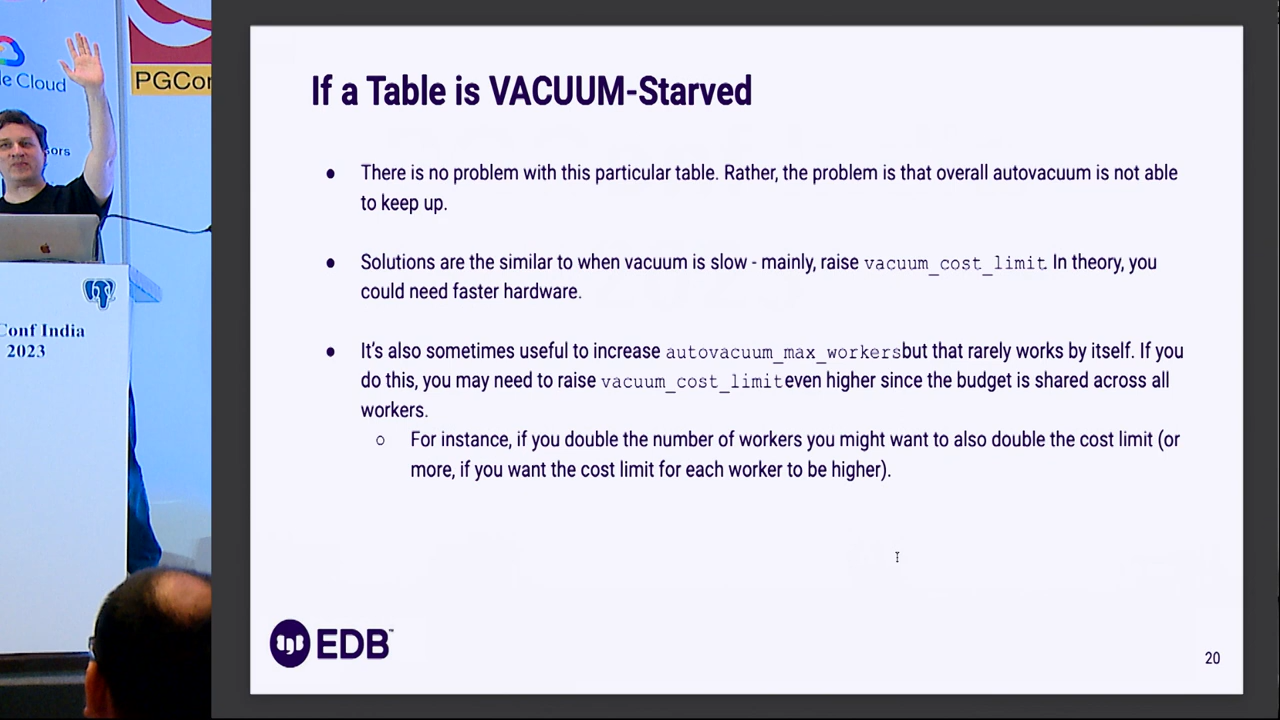 le Cloud
PGCon
sors
Conf India
2023
If a Table is VACUUM-Starved
● There is no problem with this particular table. Rather, the problem is that overall autovacuum is not able
to keep up.
● Solutions are the similar to when vacuum is slow - mainly, raise vacuum_cost_limit. In theory, you
could need faster hardware.
● It's also sometimes useful to increase autovacuum_max_workers but that rarely works by itself. If you
do this, you may need to raise vacuum_cost_limit even higher since the budget is shared across all
workers.
○ For instance, if you double the number of workers you might want to also double the cost limit (or
more, if you want the cost limit for each worker to be higher).
EDB™
20